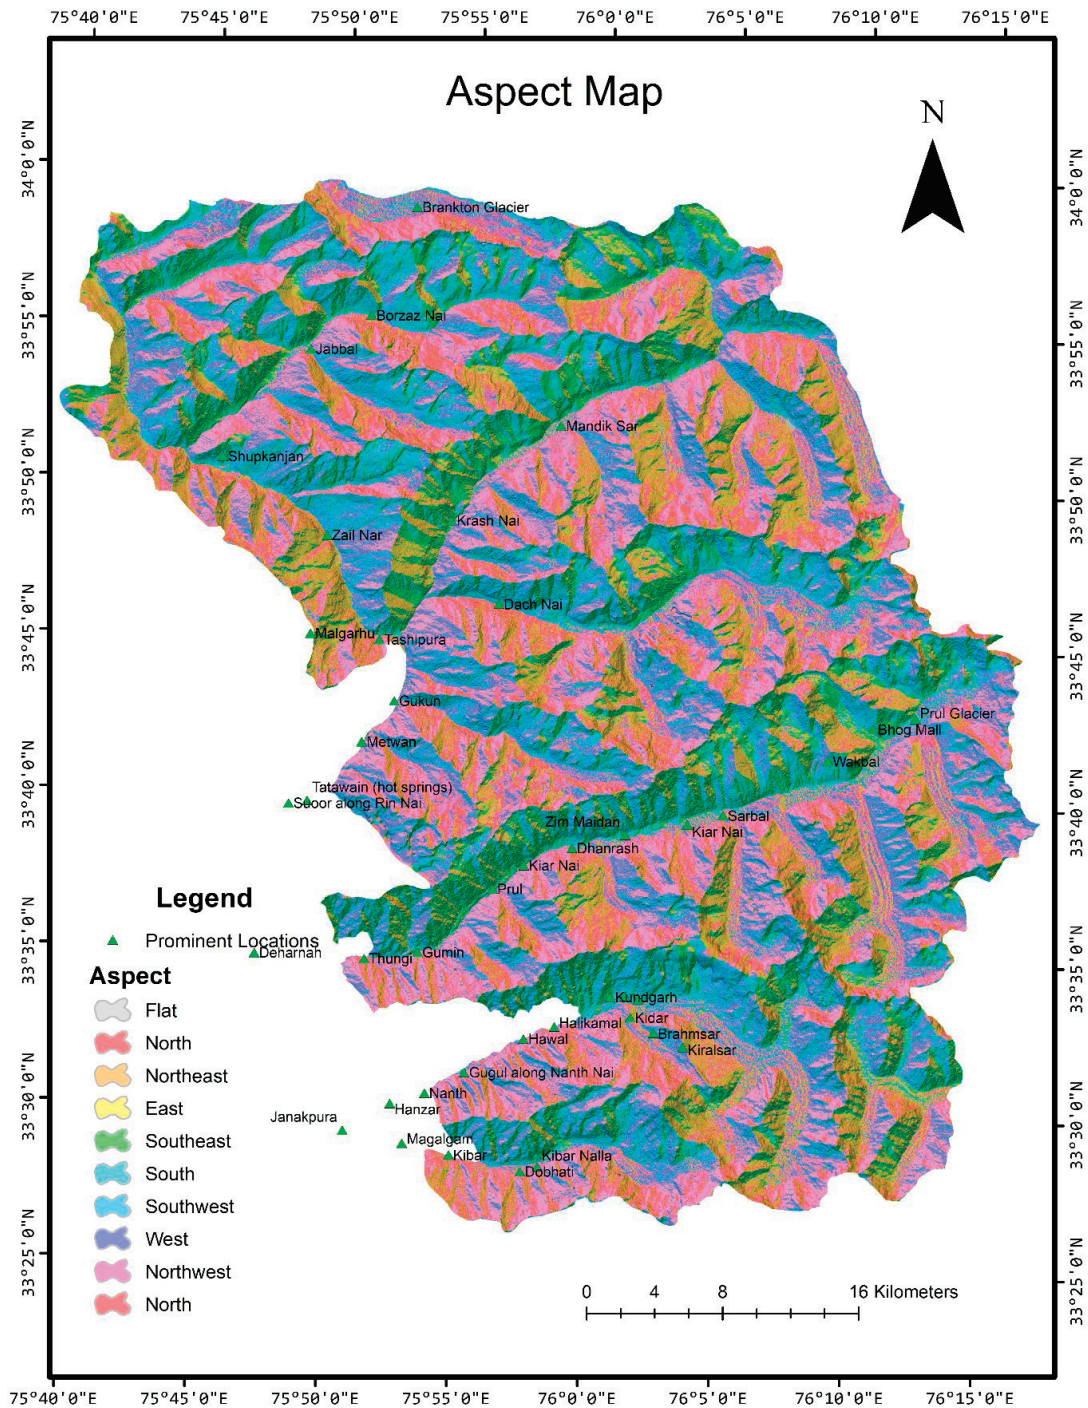 75°40'0"E 75°45'0"E 75°50'0"E 75°55'0"E 76°0'0"E 76°5'0"E 76°10'0"E 76°15'0"E
Aspect Map
N
34°0'0"N
34°0'0"N
Brankton Glacier
33°55'0"N
Borzaz Nai
33°55'0"N
Jabbal
Mandik Sar
Shupkanjan
33°50'0"N
33°50'0"N
Krash Nai
Zail Nar
Dach Nai
33°45'0"N
Malgarhu
Tashipura
33°45'0"N
Gukun
Prul Glacier
Bhog Mall
Metwan
Wakbal
33°40'0"N
Tatawain (hot springs)
Sooor along Rin Nai
33°40'0"N
Sarbal
Zim Maidan
Kiar Nai
Dhanrash
Kiar Nai
Prul
Legend
Prominent Locations
33°35'0"N
Deharnah
Gumin
Thungi
33°35'0"N
Aspect
Flat
North
Northeast
East
Southeast
South
Southwest
West
Northwest
North
Kundgarh
Kidar
Halikamal
Brahmsar
Hawal
Kiralsar
Gugul along Nanth Nai
Nanth
33°30'0"N
Hanzar
Janakpura
33°30'0"N
Magalgam
Kibar
Kibar Nalla
Dobhati
33°25'0"N
33°25'0"N
0 4 8 16 Kilometers
75°40'0"E 75°45'0"E 75°50'0"E 75°55'0"E 76°0'0"E 76°5'0"E 76°10'0"E 76°15'0"E